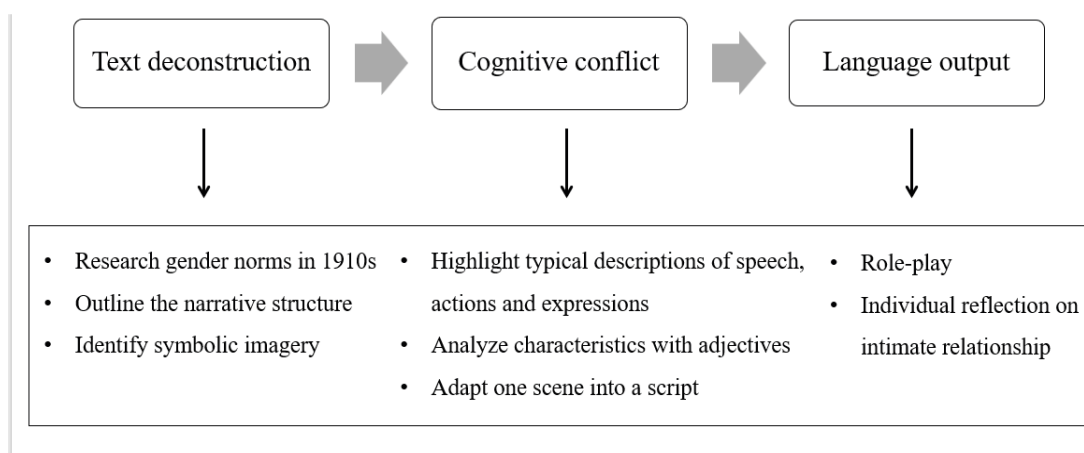 Text deconstruction
Cognitive conflict
Language output
• Research gender norms in 1910s
• Outline the narrative structure
• Identify symbolic imagery
• Highlight typical descriptions of speech,
actions and expressions
• Analyze characteristics with adjectives
• Adapt one scene into a script
• Role-play
• Individual reflection on
intimate relationship